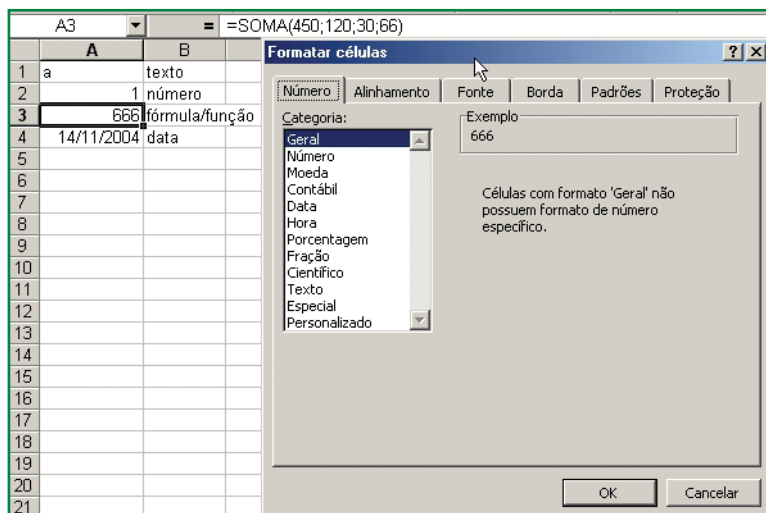 A3 = =SOMA(450;120;30;66)
A B
1 a texto
2 1 número
3 666 fórmula/função
4 14/11/2004 data
5
6
7
8
9
10
11
12
13
14
15
16
17
18
19
20
21
Formatar células
Número Alinhamento Fonte Borda Padrões Proteção
Categoria:
Geral
Número
Moeda
Contábil
Data
Hora
Porcentagem
Fração
Científico
Texto
Especial
Personalizado
Exemplo
666
Células com formato 'Geral' não
possuem formato de número
específico.
OK Cancelar